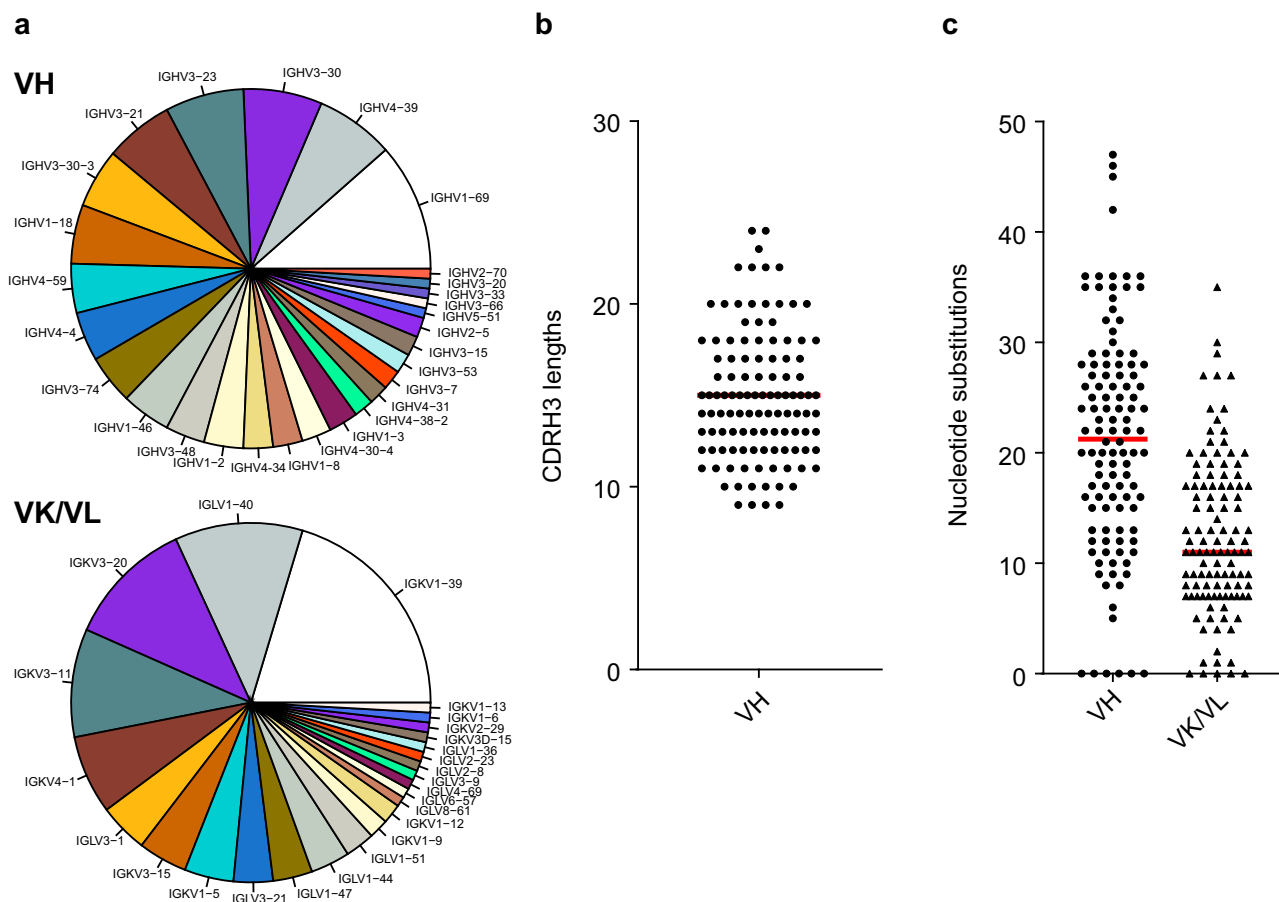 a
VH
IGHV3−23
IGHV3−30
IGHV4−39
IGHV3−21
IGHV3−30−3
IGHV1−69
IGHV1−18
IGHV4−59
IGHV4−4
IGHV3−74
IGHV1−46
IGHV3−48
IGHV1−2
IGHV4-34
IGHV1−8
IGHV4−30−4
IGHV1−3
IGHV4−38−2
IGHV4−31
IGHV3−7
IGHV3−53
IGHV3−15
IGHV2−5
IGHV5−51
IGHV3−66
IGHV3−33
IGHV3−20
IGHV2−70
VK/VL
IGLV1−40
IGKV3−20
IGKV1−39
IGKV3−11
IGKV4−1
IGLV3−1
IGKV3−15
IGKV1−5
IGLV3−21
IGLV1−47
IGLV1−44
IGLV1−51
IGKV1−9
IGKV1−12
IGLV8−61
IGLV6−57
IGLV4−69
IGLV3−9
IGLV2−8
IGLV2−23
IGLV1−36
IGKV3D−15
IGKV2−29
IGKV1−6
IGKV1−13
b
CDRH3 lengths
30
20
10
0
VH
c
Nucleotide substitutions
50
40
30
20
10
0
VH
VK/VL